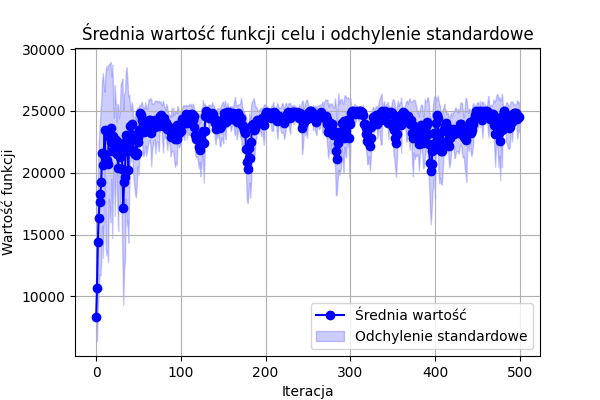 Średnia wartość funkcji celu i odchylenie standardowe
30000
25000
20000
15000
10000
Wartość funkcji
0 100 200 300 400 500
Iteracja
Średnia wartość
Odchylenie standardowe